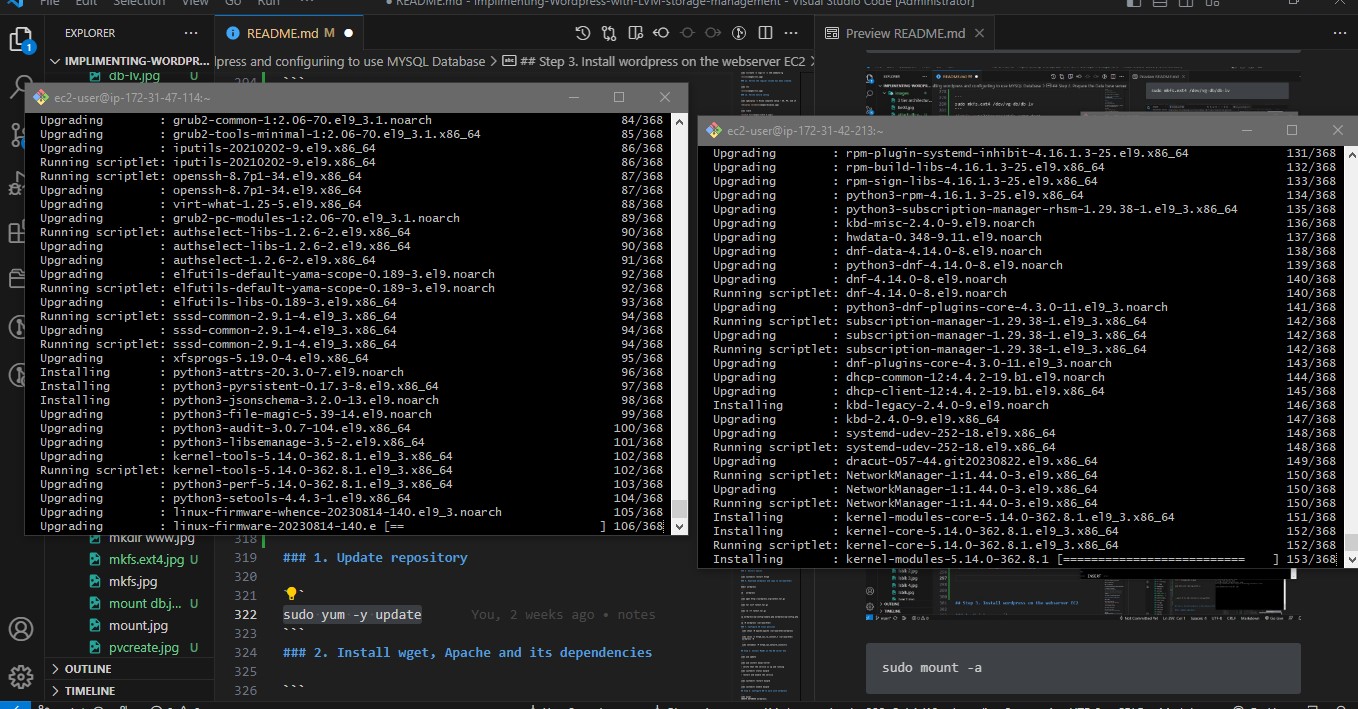 File Edit Selection View Go Run README.md - Implimenting-Wordpress-with-LVM-storage-management - Visual Studio Code [Administrator]
EXPLORER
README.md M
Preview README.md
IMPLIMENTING-WORDPR...
press and configuriing to use MYSQL Database > ## Step 3. Install wordpress on the webserver EC2
db-lv.jpg U
ec2-user@ip-172-31-47-114:~
Upgrading : grub2-common-1:2.06-70.el9_3.1.noarch 84/368
Upgrading : grub2-tools-minimal-1:2.06-70.el9_3.1.x86_64 85/368
Upgrading : iputils-20210202-9.el9.x86_64 86/368
Running scriptlet: iputils-20210202-9.el9.x86_64 86/368
Running scriptlet: openssh-8.7p1-34.el9.x86_64 87/368
Upgrading : openssh-8.7p1-34.el9.x86_64 87/368
Upgrading : virt-what-1.25-5.el9.x86_64 88/368
Upgrading : grub2-pc-modules-1:2.06-70.el9_3.1.noarch 89/368
Running scriptlet: authselect-libs-1.2.6-2.el9.x86_64 90/368
Upgrading : authselect-libs-1.2.6-2.el9.x86_64 90/368
Upgrading : authselect-1.2.6-2.el9.x86_64 91/368
Upgrading : elfutils-default-yama-scope-0.189-3.el9.noarch 92/368
Running scriptlet: elfutils-default-yama-scope-0.189-3.el9.noarch 92/368
Upgrading : elfutils-libs-0.189-3.el9.x86_64 93/368
Running scriptlet: sssd-common-2.9.1-4.el9_3.x86_64 94/368
Upgrading : sssd-common-2.9.1-4.el9_3.x86_64 94/368
Running scriptlet: sssd-common-2.9.1-4.el9_3.x86_64 94/368
Upgrading : xfsprogs-5.19.0-4.el9.x86_64 95/368
Installing : python3-attrs-20.3.0-7.el9.noarch 96/368
Installing : python3-pyrsistent-0.17.3-8.el9.x86_64 97/368
Installing : python3-jsonschema-3.2.0-13.el9.noarch 98/368
Upgrading : python3-file-magic-5.39-14.el9.noarch 99/368
Upgrading : python3-audit-3.0.7-104.el9.x86_64 100/368
Upgrading : python3-libsemanage-3.5-2.el9.x86_64 101/368
Upgrading : kernel-tools-5.14.0-362.8.1.el9_3.x86_64 102/368
Running scriptlet: kernel-tools-5.14.0-362.8.1.el9_3.x86_64 102/368
Upgrading : python3-perf-5.14.0-362.8.1.el9_3.x86_64 103/368
Upgrading : python3-setools-4.4.3-1.el9.x86_64 104/368
Upgrading : linux-firmware-whence-20230814-140.el9_3.noarch 105/368
Upgrading : linux-firmware-20230814-140.e [== ] 106/368
ec2-user@ip-172-31-42-213:~
Upgrading : rpm-plugin-systemd-inhibit-4.16.1.3-25.el9.x86_64 131/368
Upgrading : rpm-build-libs-4.16.1.3-25.el9.x86_64 132/368
Upgrading : rpm-sign-libs-4.16.1.3-25.el9.x86_64 133/368
Upgrading : python3-rpm-4.16.1.3-25.el9.x86_64 134/368
Upgrading : python3-subscription-manager-rhsm-1.29.38-1.el9_3.x86_64 135/368
Upgrading : kbd-misc-2.4.0-9.el9.noarch 136/368
Upgrading : hwdata-0.348-9.11.el9.noarch 137/368
Upgrading : dnf-data-4.14.0-8.el9.noarch 138/368
Upgrading : python3-dnf-4.14.0-8.el9.noarch 139/368
Upgrading : dnf-4.14.0-8.el9.noarch 140/368
Running scriptlet: dnf-4.14.0-8.el9.noarch 140/368
Upgrading : python3-dnf-plugins-core-4.3.0-11.el9_3.noarch 141/368
Running scriptlet: subscription-manager-1.29.38-1.el9_3.x86_64 142/368
Upgrading : subscription-manager-1.29.38-1.el9_3.x86_64 142/368
Running scriptlet: subscription-manager-1.29.38-1.el9_3.x86_64 142/368
Upgrading : dnf-plugins-core-4.3.0-11.el9_3.noarch 143/368
Upgrading : dhcp-common-12:4.4.2-19.b1.el9.noarch 144/368
Upgrading : dhcp-client-12:4.4.2-19.b1.el9.x86_64 145/368
Installing : kbd-legacy-2.4.0-9.el9.noarch 146/368
Upgrading : kbd-2.4.0-9.el9.x86_64 147/368
Upgrading : systemd-udev-252-18.el9.x86_64 148/368
Running scriptlet: systemd-udev-252-18.el9.x86_64 148/368
Upgrading : dracut-057-44.git20230822.el9.x86_64 149/368
Running scriptlet: NetworkManager-1:1.44.0-3.el9.x86_64 150/368
Upgrading : NetworkManager-1:1.44.0-3.el9.x86_64 150/368
Running scriptlet: NetworkManager-1:1.44.0-3.el9.x86_64 150/368
Installing : kernel-modules-core-5.14.0-362.8.1.el9_3.x86_64 151/368
Installing : kernel-core-5.14.0-362.8.1.el9_3.x86_64 152/368
Running scriptlet: kernel-core-5.14.0-362.8.1.el9_3.x86_64 152/368
Installing : kernel-modules-5.14.0-362.8.1 [========================== ] 153/368
mkdir www.jpg
mkfs.ext4.jpg U
mkfs.jpg
mount db.j... U
mount.jpg
pvcreate.jpg U
OUTLINE
TIMELINE
318
319 ### 1. Update repository
320
321 `
322 sudo yum -y update You, 2 weeks ago • notes
323 ```
324 ### 2. Install wget, Apache and its dependencies
325
326 ```
## Step 3. Install wordpress on the webserver EC2
sudo mount -a